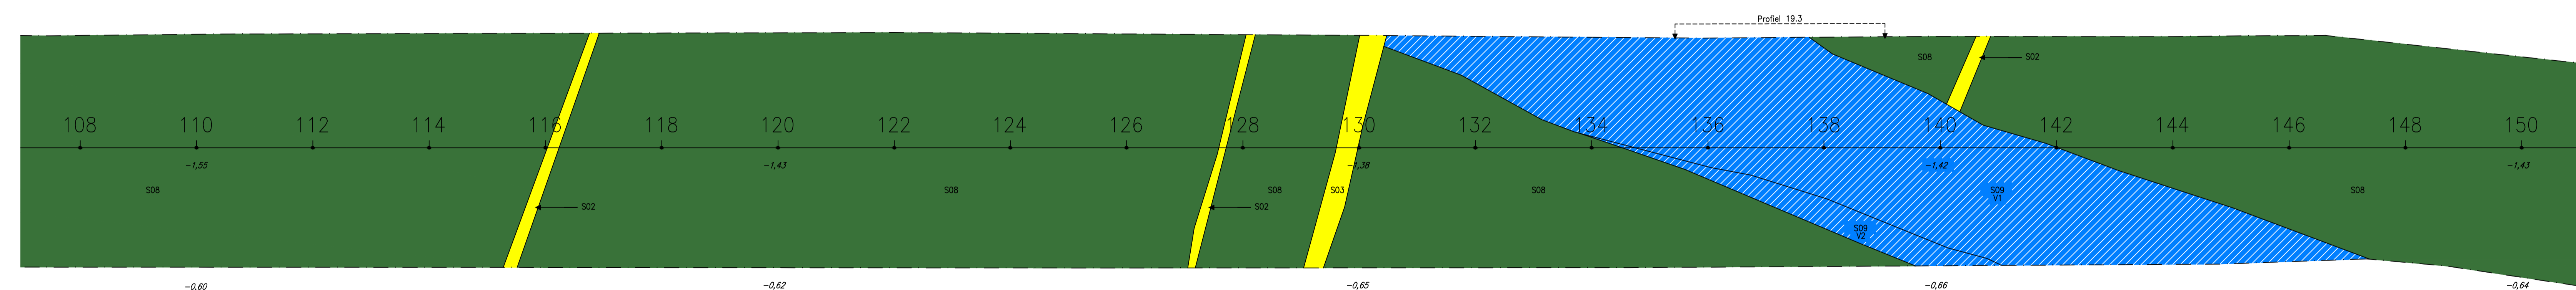 Profiel 19.3
S08
S02
108 110 112 114 116 118 120 122 124 126 128 130 132 134 136 138 140 142 144 146 148 150
-1,55 -1,43 -1,38 -1,42 -1,43
S08 S08 S08 S03 S08 S09 S08
V1
S02 S02
S09
V2
-0.60 -0,62 -0,65 -0,66 -0,64